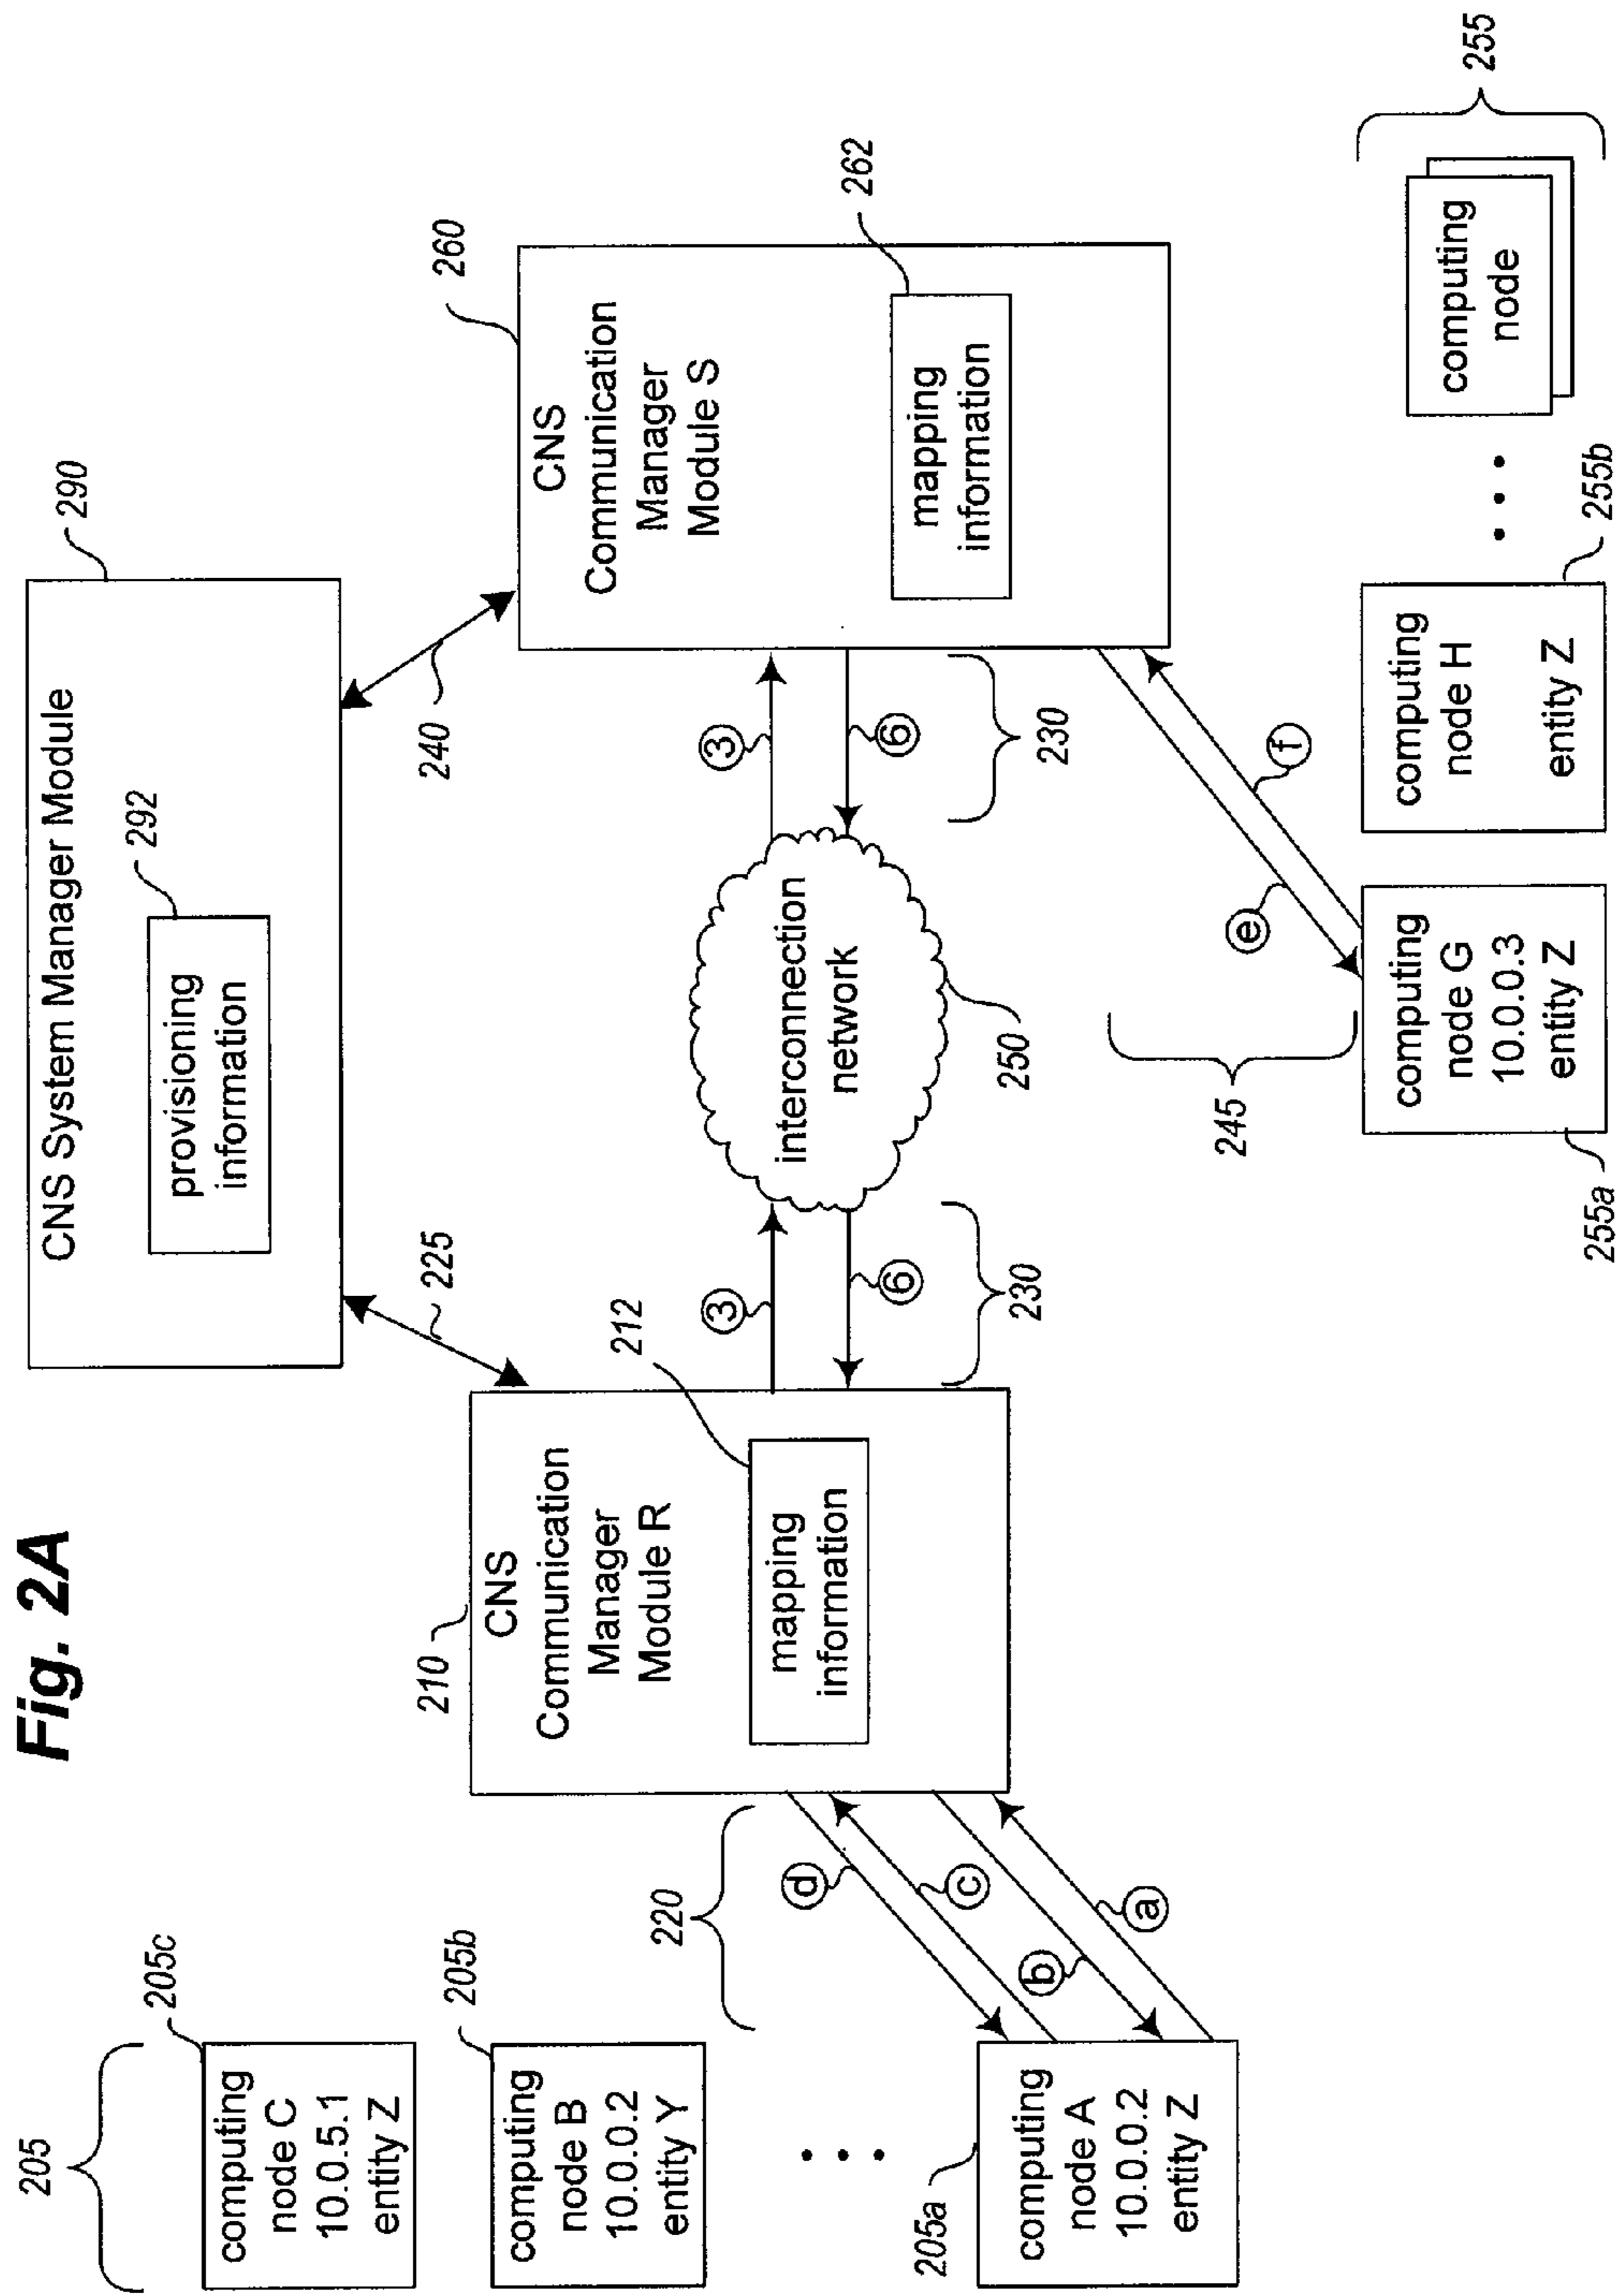 Fig. 2A
CNS System Manager Module
290
provisioning
information
292
225
240
205
computing
node C
10.0.5.1
entity Z
205c
computing
node B
10.0.0.2
entity Y
205b
computing
node A
10.0.0.2
entity Z
205a
220
d
c
b
a
210
CNS
Communication
Manager
Module R
mapping
information
212
3
6
230
interconnection
network
250
3
6
230
260
CNS
Communication
Manager
Module S
mapping
information
262
245
e
f
computing
node G
10.0.0.3
entity Z
255a
computing
node H
entity Z
255b
computing
node
255